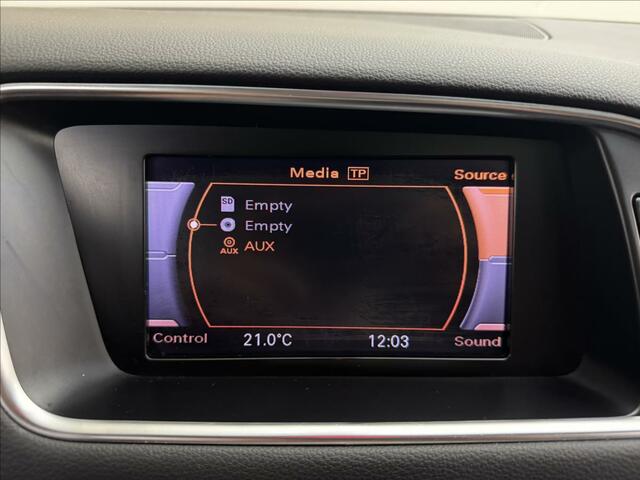 Media TP Source
SD Empty
Empty
AUX AUX
Control 21.0°C 12:03 Sound